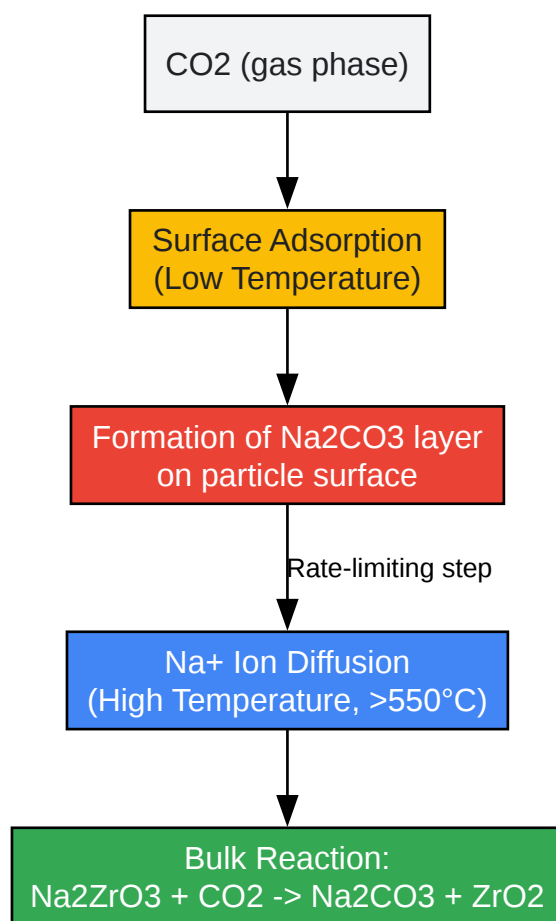 CO2 (gas phase)
Surface Adsorption
(Low Temperature)
Formation of Na2CO3 layer
on particle surface
Rate-limiting step
Na+ Ion Diffusion
(High Temperature, >550°C)
Bulk Reaction:
Na2ZrO3 + CO2 -> Na2CO3 + ZrO2